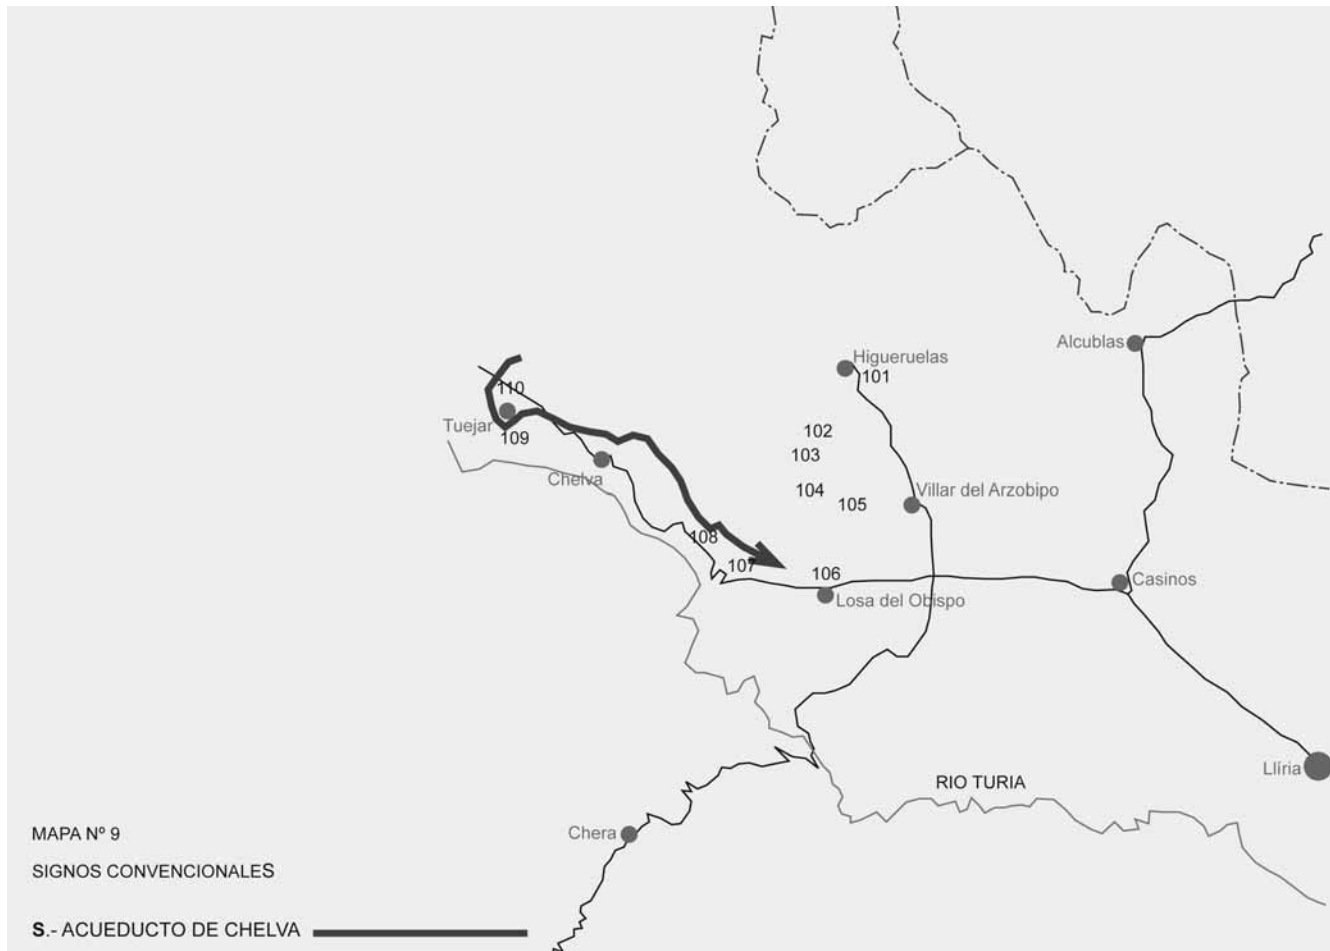 Alcublas
Higueruelas
101
110
Tuejar
109
102
103
Chelva
104
105
Villar del Arzobipo
108
107
106
Losa del Obispo
Casinos
Llíria
RIO TURIA
Chera
MAPA Nº 9
SIGNOS CONVENCIONALES
S.- ACUEDUCTO DE CHELVA